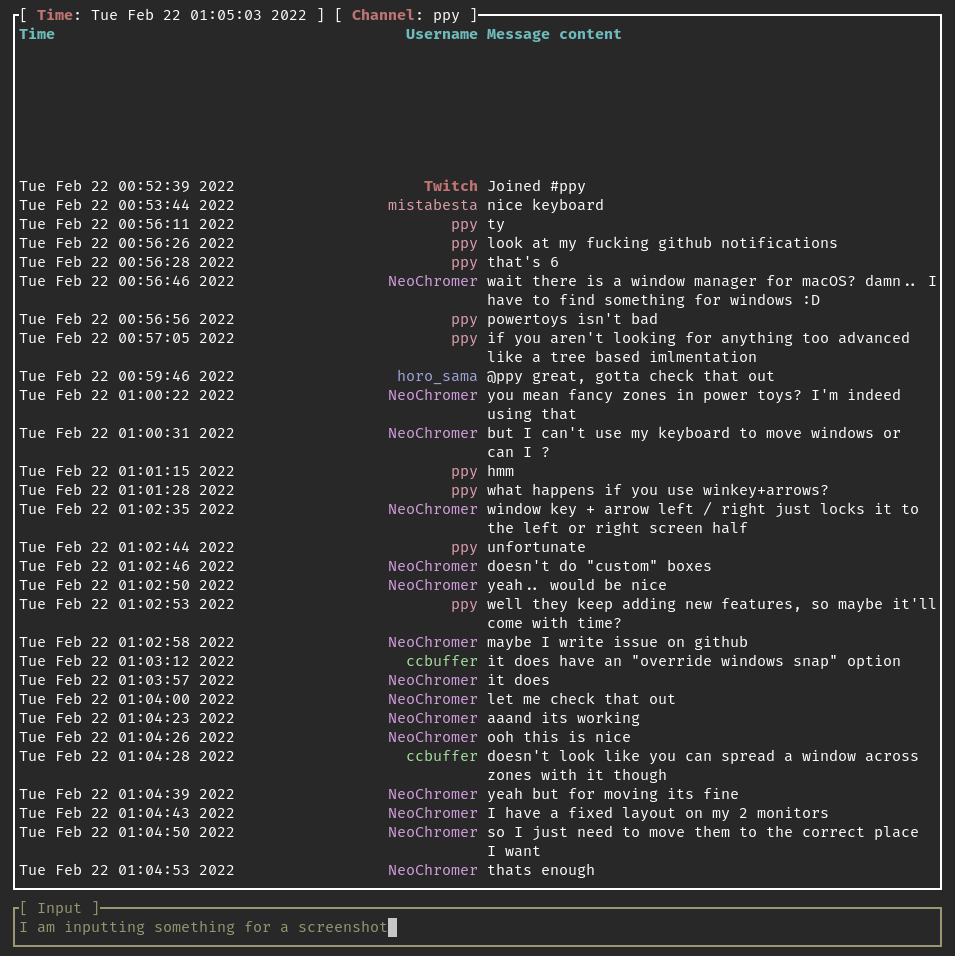 [ Time: Tue Feb 22 01:05:03 2022 ] [ Channel: ppy ]
Time Username Message content
Tue Feb 22 00:52:39 2022 Twitch Joined #ppy
Tue Feb 22 00:53:44 2022 mistabesta nice keyboard
Tue Feb 22 00:56:11 2022 ppy ty
Tue Feb 22 00:56:26 2022 ppy look at my fucking github notifications
Tue Feb 22 00:56:28 2022 ppy that's 6
Tue Feb 22 00:56:46 2022 NeoChromer wait there is a window manager for macOS? damn.. I
have to find something for windows :D
Tue Feb 22 00:56:56 2022 ppy powertoys isn't bad
Tue Feb 22 00:57:05 2022 ppy if you aren't looking for anything too advanced
like a tree based imlmentation
Tue Feb 22 00:59:46 2022 horo_sama @ppy great, gotta check that out
Tue Feb 22 01:00:22 2022 NeoChromer you mean fancy zones in power toys? I'm indeed
using that
Tue Feb 22 01:00:31 2022 NeoChromer but I can't use my keyboard to move windows or
can I ?
Tue Feb 22 01:01:15 2022 ppy hmm
Tue Feb 22 01:01:28 2022 ppy what happens if you use winkey+arrows?
Tue Feb 22 01:02:35 2022 NeoChromer window key + arrow left / right just locks it to
the left or right screen half
Tue Feb 22 01:02:44 2022 ppy unfortunate
Tue Feb 22 01:02:46 2022 NeoChromer doesn't do "custom" boxes
Tue Feb 22 01:02:50 2022 NeoChromer yeah.. would be nice
Tue Feb 22 01:02:53 2022 ppy well they keep adding new features, so maybe it'll
come with time?
Tue Feb 22 01:02:58 2022 NeoChromer maybe I write issue on github
Tue Feb 22 01:03:12 2022 ccbuffer it does have an "override windows snap" option
Tue Feb 22 01:03:57 2022 NeoChromer it does
Tue Feb 22 01:04:00 2022 NeoChromer let me check that out
Tue Feb 22 01:04:23 2022 NeoChromer aaand its working
Tue Feb 22 01:04:26 2022 NeoChromer ooh this is nice
Tue Feb 22 01:04:28 2022 ccbuffer doesn't look like you can spread a window across
zones with it though
Tue Feb 22 01:04:39 2022 NeoChromer yeah but for moving its fine
Tue Feb 22 01:04:43 2022 NeoChromer I have a fixed layout on my 2 monitors
Tue Feb 22 01:04:50 2022 NeoChromer so I just need to move them to the correct place
I want
Tue Feb 22 01:04:53 2022 NeoChromer thats enough
[ Input ]
I am inputting something for a screenshot